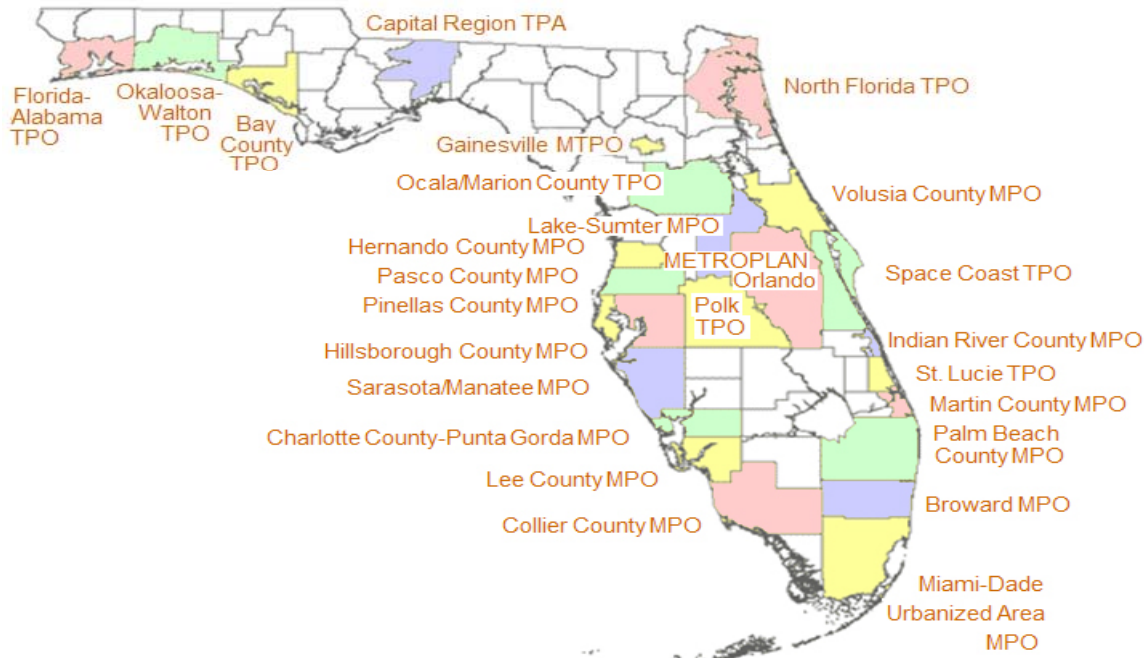 Capital Region TPA
Florida-
Alabama
TPO
Okaloosa-
Walton
TPO
Bay
County
TPO
North Florida TPO
Gainesville MTPO
Ocala/Marion County TPO
Volusia County MPO
Lake-Sumter MPO
Hernando County MPO
METROPLAN
Orlando
Space Coast TPO
Pasco County MPO
Pinellas County MPO
Polk
TPO
Indian River County MPO
Hillsborough County MPO
St. Lucie TPO
Sarasota/Manatee MPO
Martin County MPO
Charlotte County-Punta Gorda MPO
Palm Beach
County MPO
Lee County MPO
Broward MPO
Collier County MPO
Miami-Dade
Urbanized Area
MPO